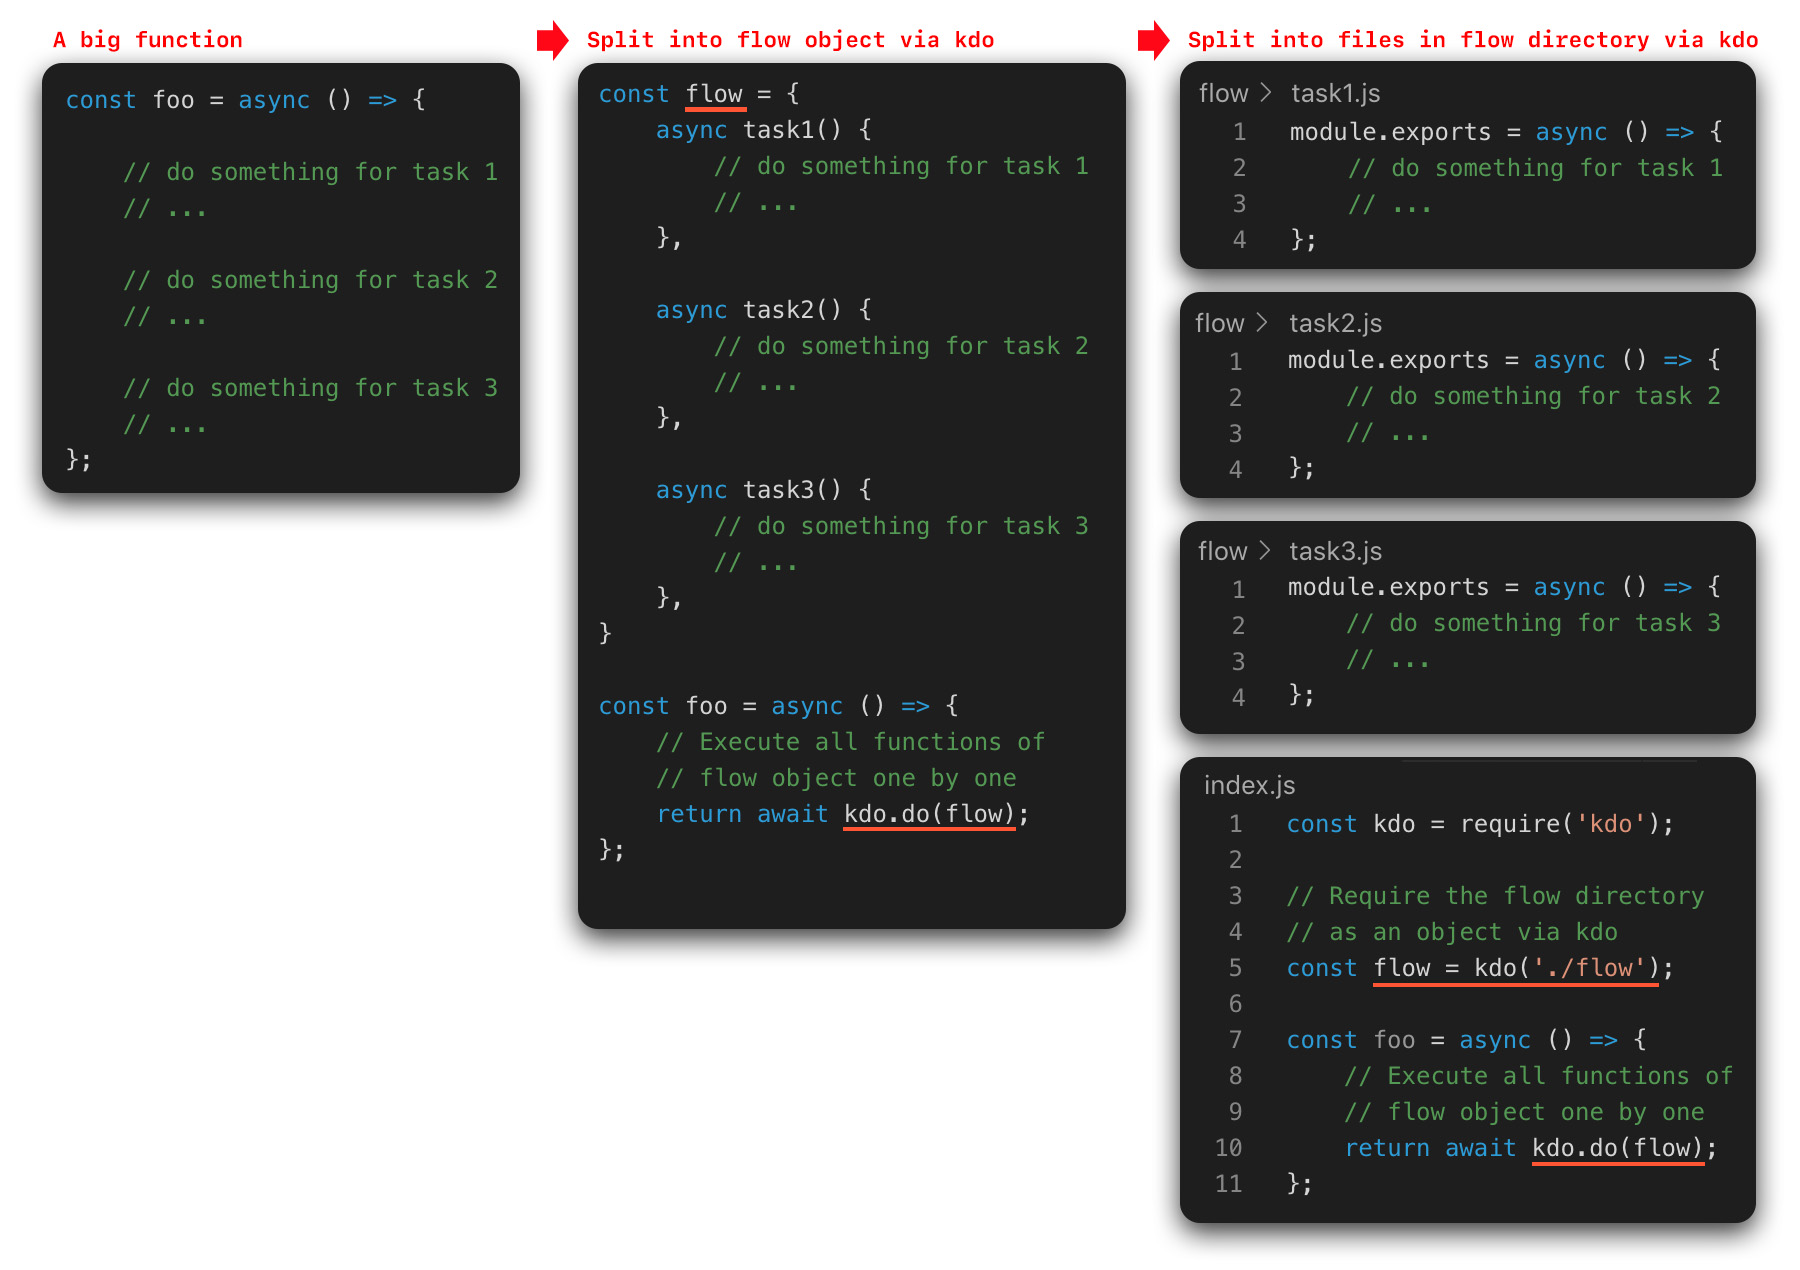 A big function
const foo = async () => {
// do something for task 1
// ...
// do something for task 2
// ...
// do something for task 3
// ...
};
Split into flow object via kdo
const flow = {
async task1() {
// do something for task 1
// ...
},
async task2() {
// do something for task 2
// ...
},
async task3() {
// do something for task 3
// ...
},
}
const foo = async () => {
// Execute all functions of
// flow object one by one
return await kdo.do(flow);
};
Split into files in flow directory via kdo
flow > task1.js
1 module.exports = async () => {
2 // do something for task 1
3 // ...
4 };
flow > task2.js
1 module.exports = async () => {
2 // do something for task 2
3 // ...
4 };
flow > task3.js
1 module.exports = async () => {
2 // do something for task 3
3 // ...
4 };
index.js
1 const kdo = require('kdo');
2
3 // Require the flow directory
4 // as an object via kdo
5 const flow = kdo('./flow');
6
7 const foo = async () => {
8 // Execute all functions of
9 // flow object one by one
10 return await kdo.do(flow);
11 };